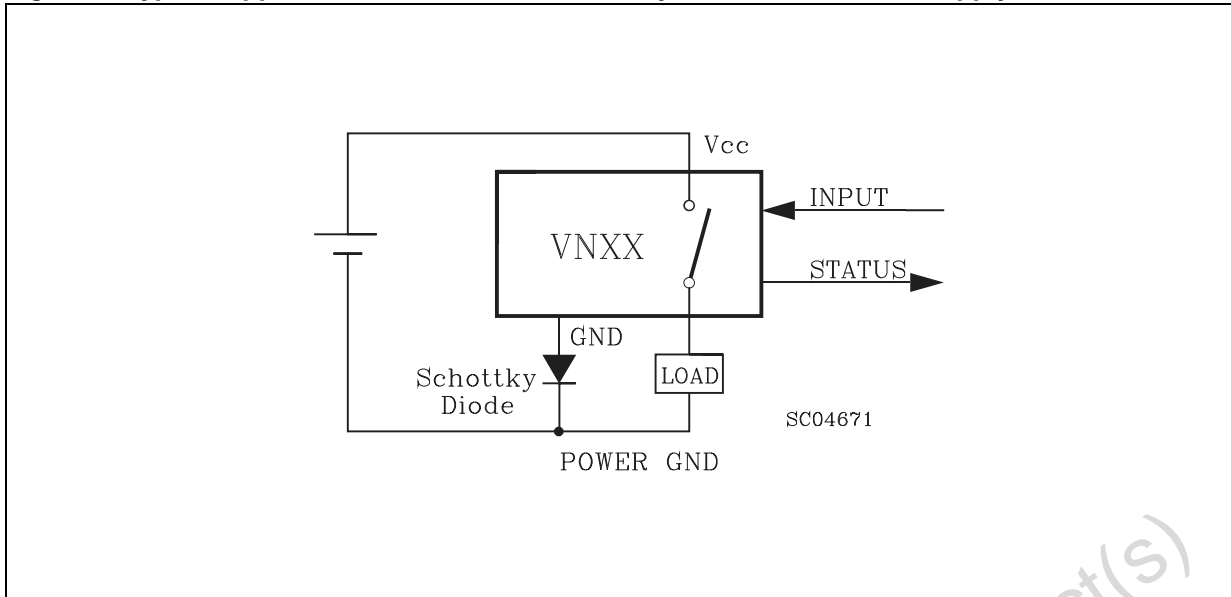 Vcc
INPUT
VNXX
STATUS
GND
Schottky
Diode
LOAD
SC04671
POWER GND